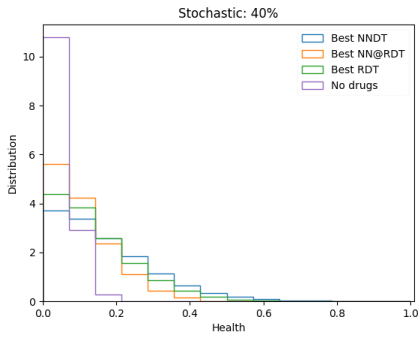 Stochastic: 40%
Best NNDT
Best NN@RDT
Best RDT
No drugs
Distribution
10
8
6
4
2
0
0.0 0.2 0.4 0.6 0.8 1.0
Health